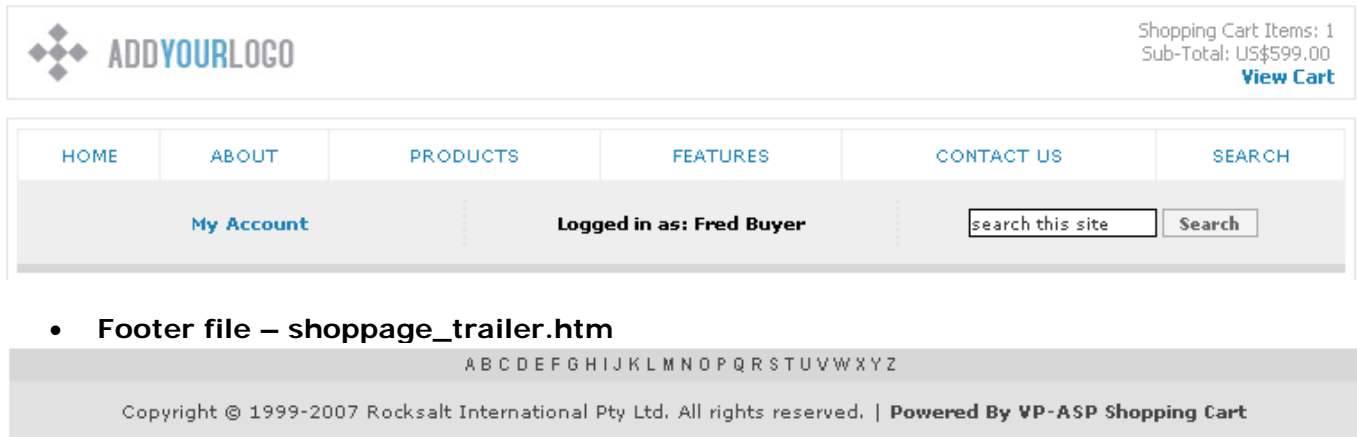 ADDYOURLOGO
Shopping Cart Items: 1
Sub-Total: US$599.00
View Cart
HOME ABOUT PRODUCTS FEATURES CONTACT US SEARCH
My Account Logged in as: Fred Buyer search this site Search
• Footer file – shoppage_trailer.htm
A B C D E F G H I J K L M N O P Q R S T U V W X Y Z
Copyright © 1999-2007 Rocksalt International Pty Ltd. All rights reserved. | Powered By VP-ASP Shopping Cart